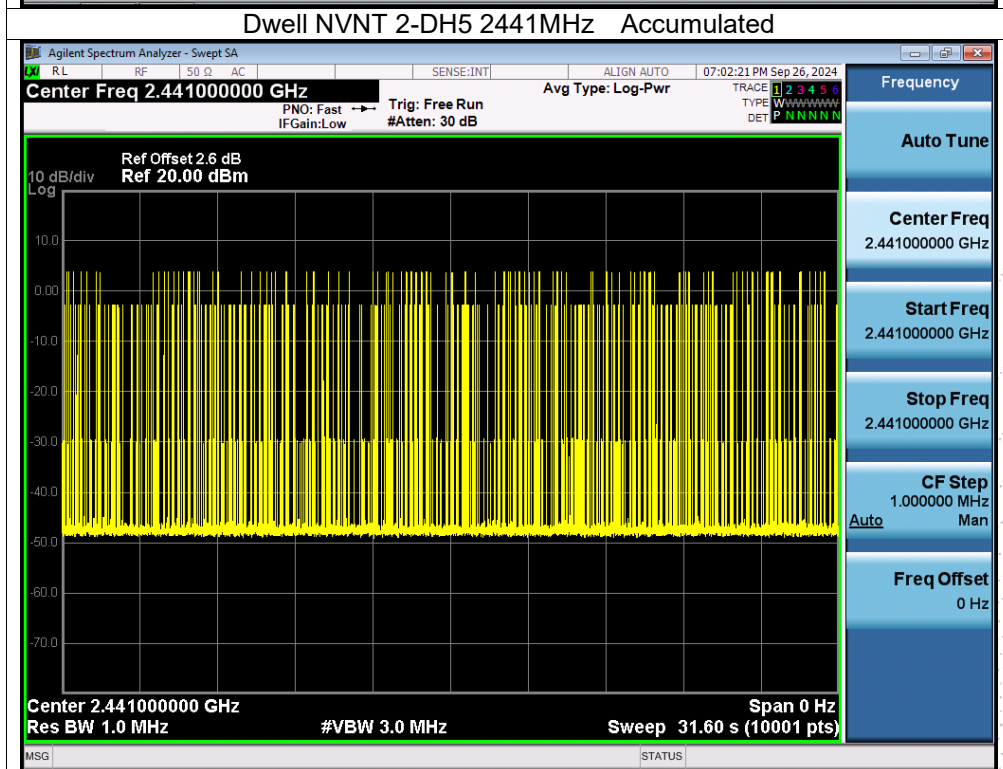 Dwell NVNT 2-DH5 2441MHz Accumulated
Agilent Spectrum Analyzer - Swept SA
LXI RL RF 50 Ω AC SENSE:INT ALIGN AUTO 07:02:21 PM Sep 26, 2024
Center Freq 2.441000000 GHz
PNO: Fast
IFGain:Low
Trig: Free Run
#Atten: 30 dB
Avg Type: Log-Pwr
TRACE 1 2 3 4 5 6
TYPE WWWWWWW
DET P N N N N N
Ref Offset 2.6 dB
10 dB/div Ref 20.00 dBm
Log
10.0
0.00
-10.0
-20.0
-30.0
-40.0
-50.0
-60.0
-70.0
Center 2.441000000 GHz Span 0 Hz
Res BW 1.0 MHz #VBW 3.0 MHz Sweep 31.60 s (10001 pts)
MSG STATUS
Frequency
Auto Tune
Center Freq
2.441000000 GHz
Start Freq
2.441000000 GHz
Stop Freq
2.441000000 GHz
CF Step
1.000000 MHz
Auto Man
Freq Offset
0 Hz